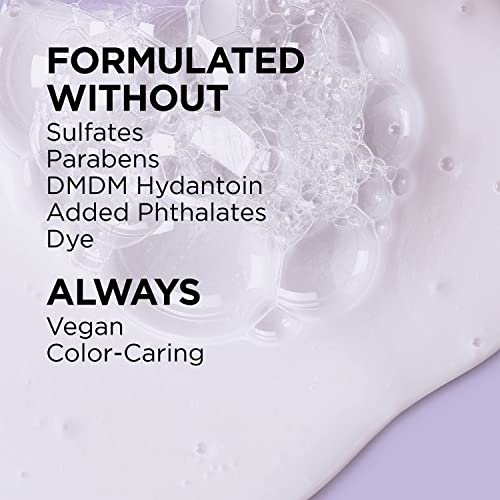 FORMULATED
WITHOUT
Sulfates
Parabens
DMDM Hydantoin
Added Phthalates
Dye
ALWAYS
Vegan
Color-Caring